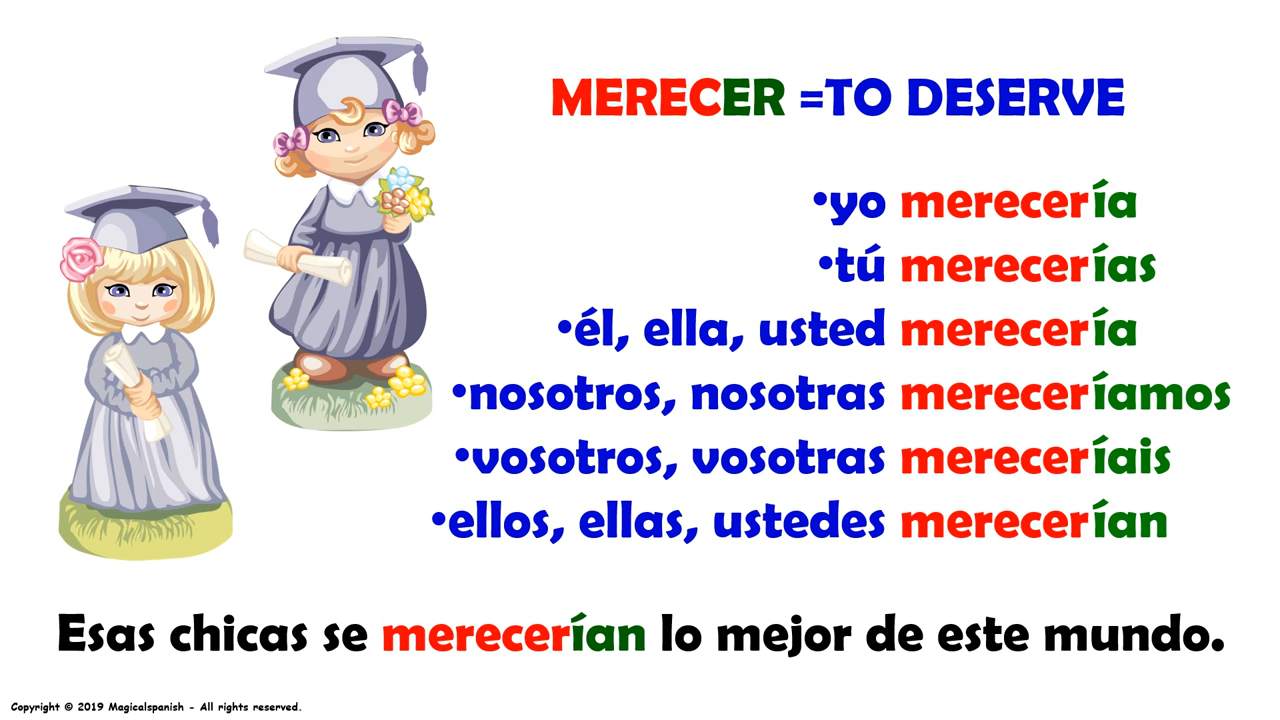 MERECER =TO DESERVE
•yo merecería
•tú merecerías
•él, ella, usted merecería
•nosotros, nosotras mereceríamos
•vosotros, vosotras mereceríais
•ellos, ellas, ustedes merecerían
Esas chicas se merecerían lo mejor de este mundo.
Copyright © 2019 Magicalspanish - All rights reserved.